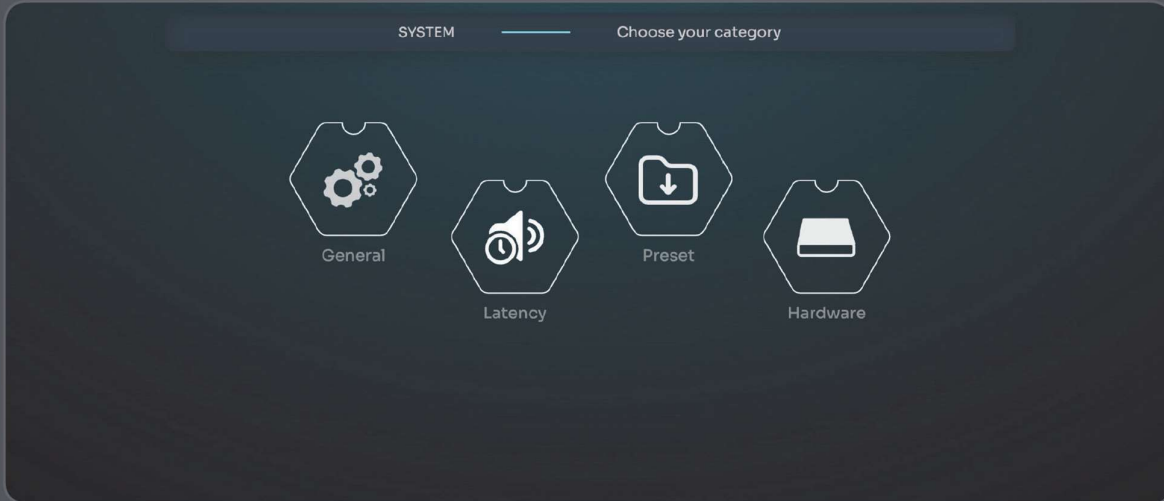 SYSTEM Choose your category
General
Preset
Latency
Hardware